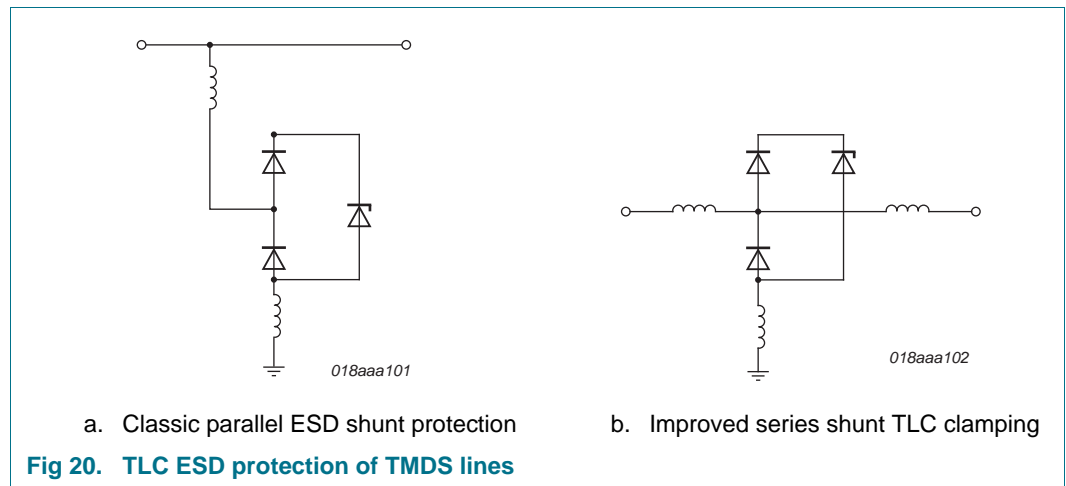 018aaa101
018aaa102
a. Classic parallel ESD shunt protection
b. Improved series shunt TLC clamping
Fig 20. TLC ESD protection of TMDS lines